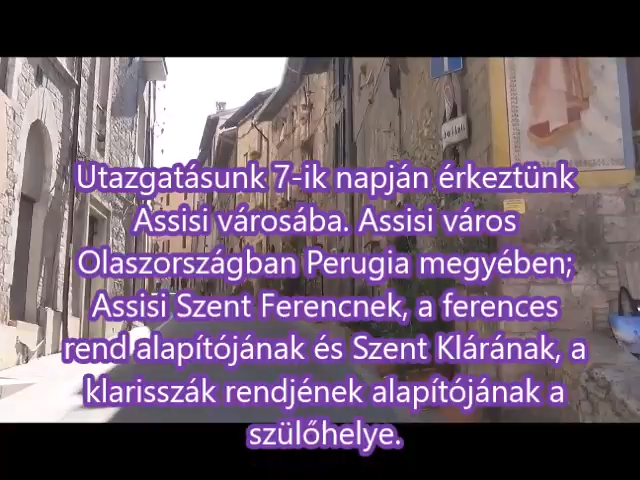 Utazgatásunk 7-ik napján érkeztünk
Assisi városába. Assisi város
Olaszországban Perugia megyében;
Assisi Szent Ferencnek, a ferences
rend alapítójának és Szent Klárának, a
klarisszák rendjének alapítójának a
szülőhelye.